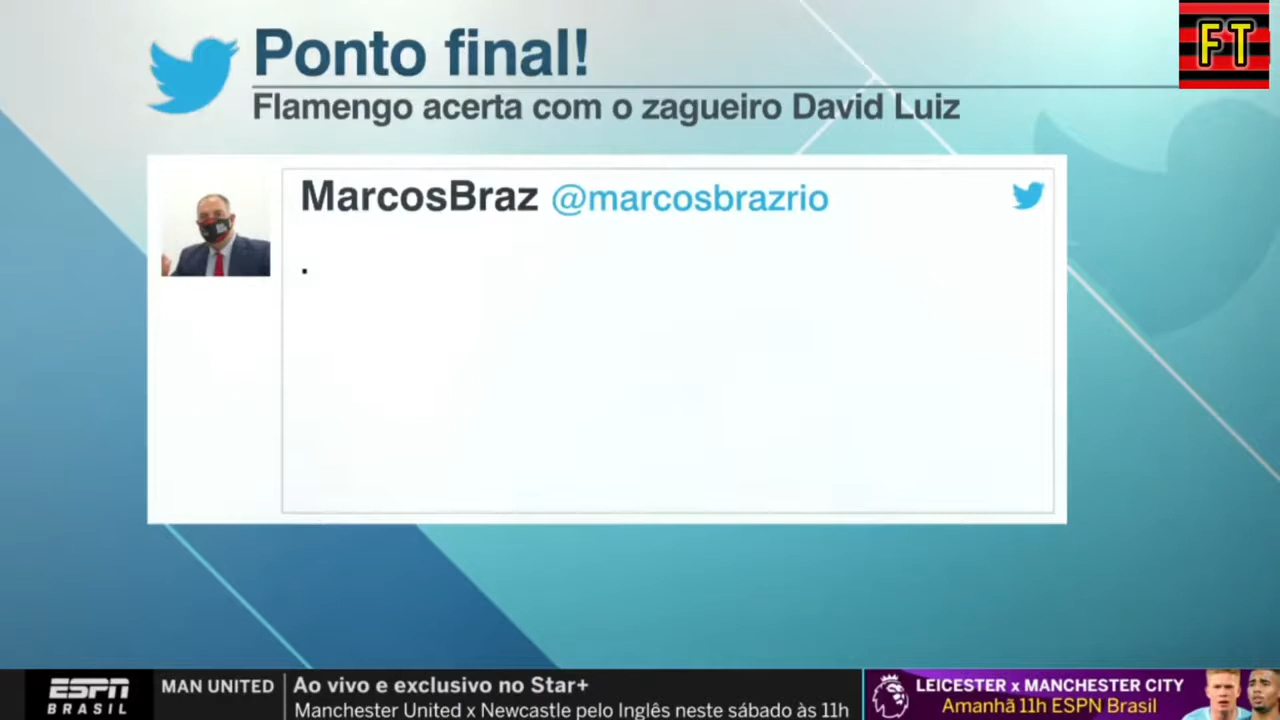 Ponto final!
FT
Flamengo acerta com o zagueiro David Luiz
MarcosBraz @marcosbrazrio
.
ESPN
BRASIL
MAN UNITED
Ao vivo e exclusivo no Star+
Manchester United x Newcastle pelo Inglês neste sábado às 11h
LEICESTER x MANCHESTER CITY
Amanhã 11h ESPN Brasil